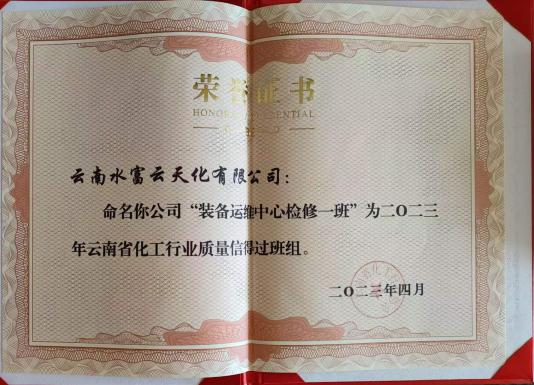 荣誉证书
HONOR CREDENTIAL
云南水富云天化有限公司：
命名你公司“装备运维中心检修一班”为二〇二三
年云南省化工行业质量信得过班组。
二〇二三年四月